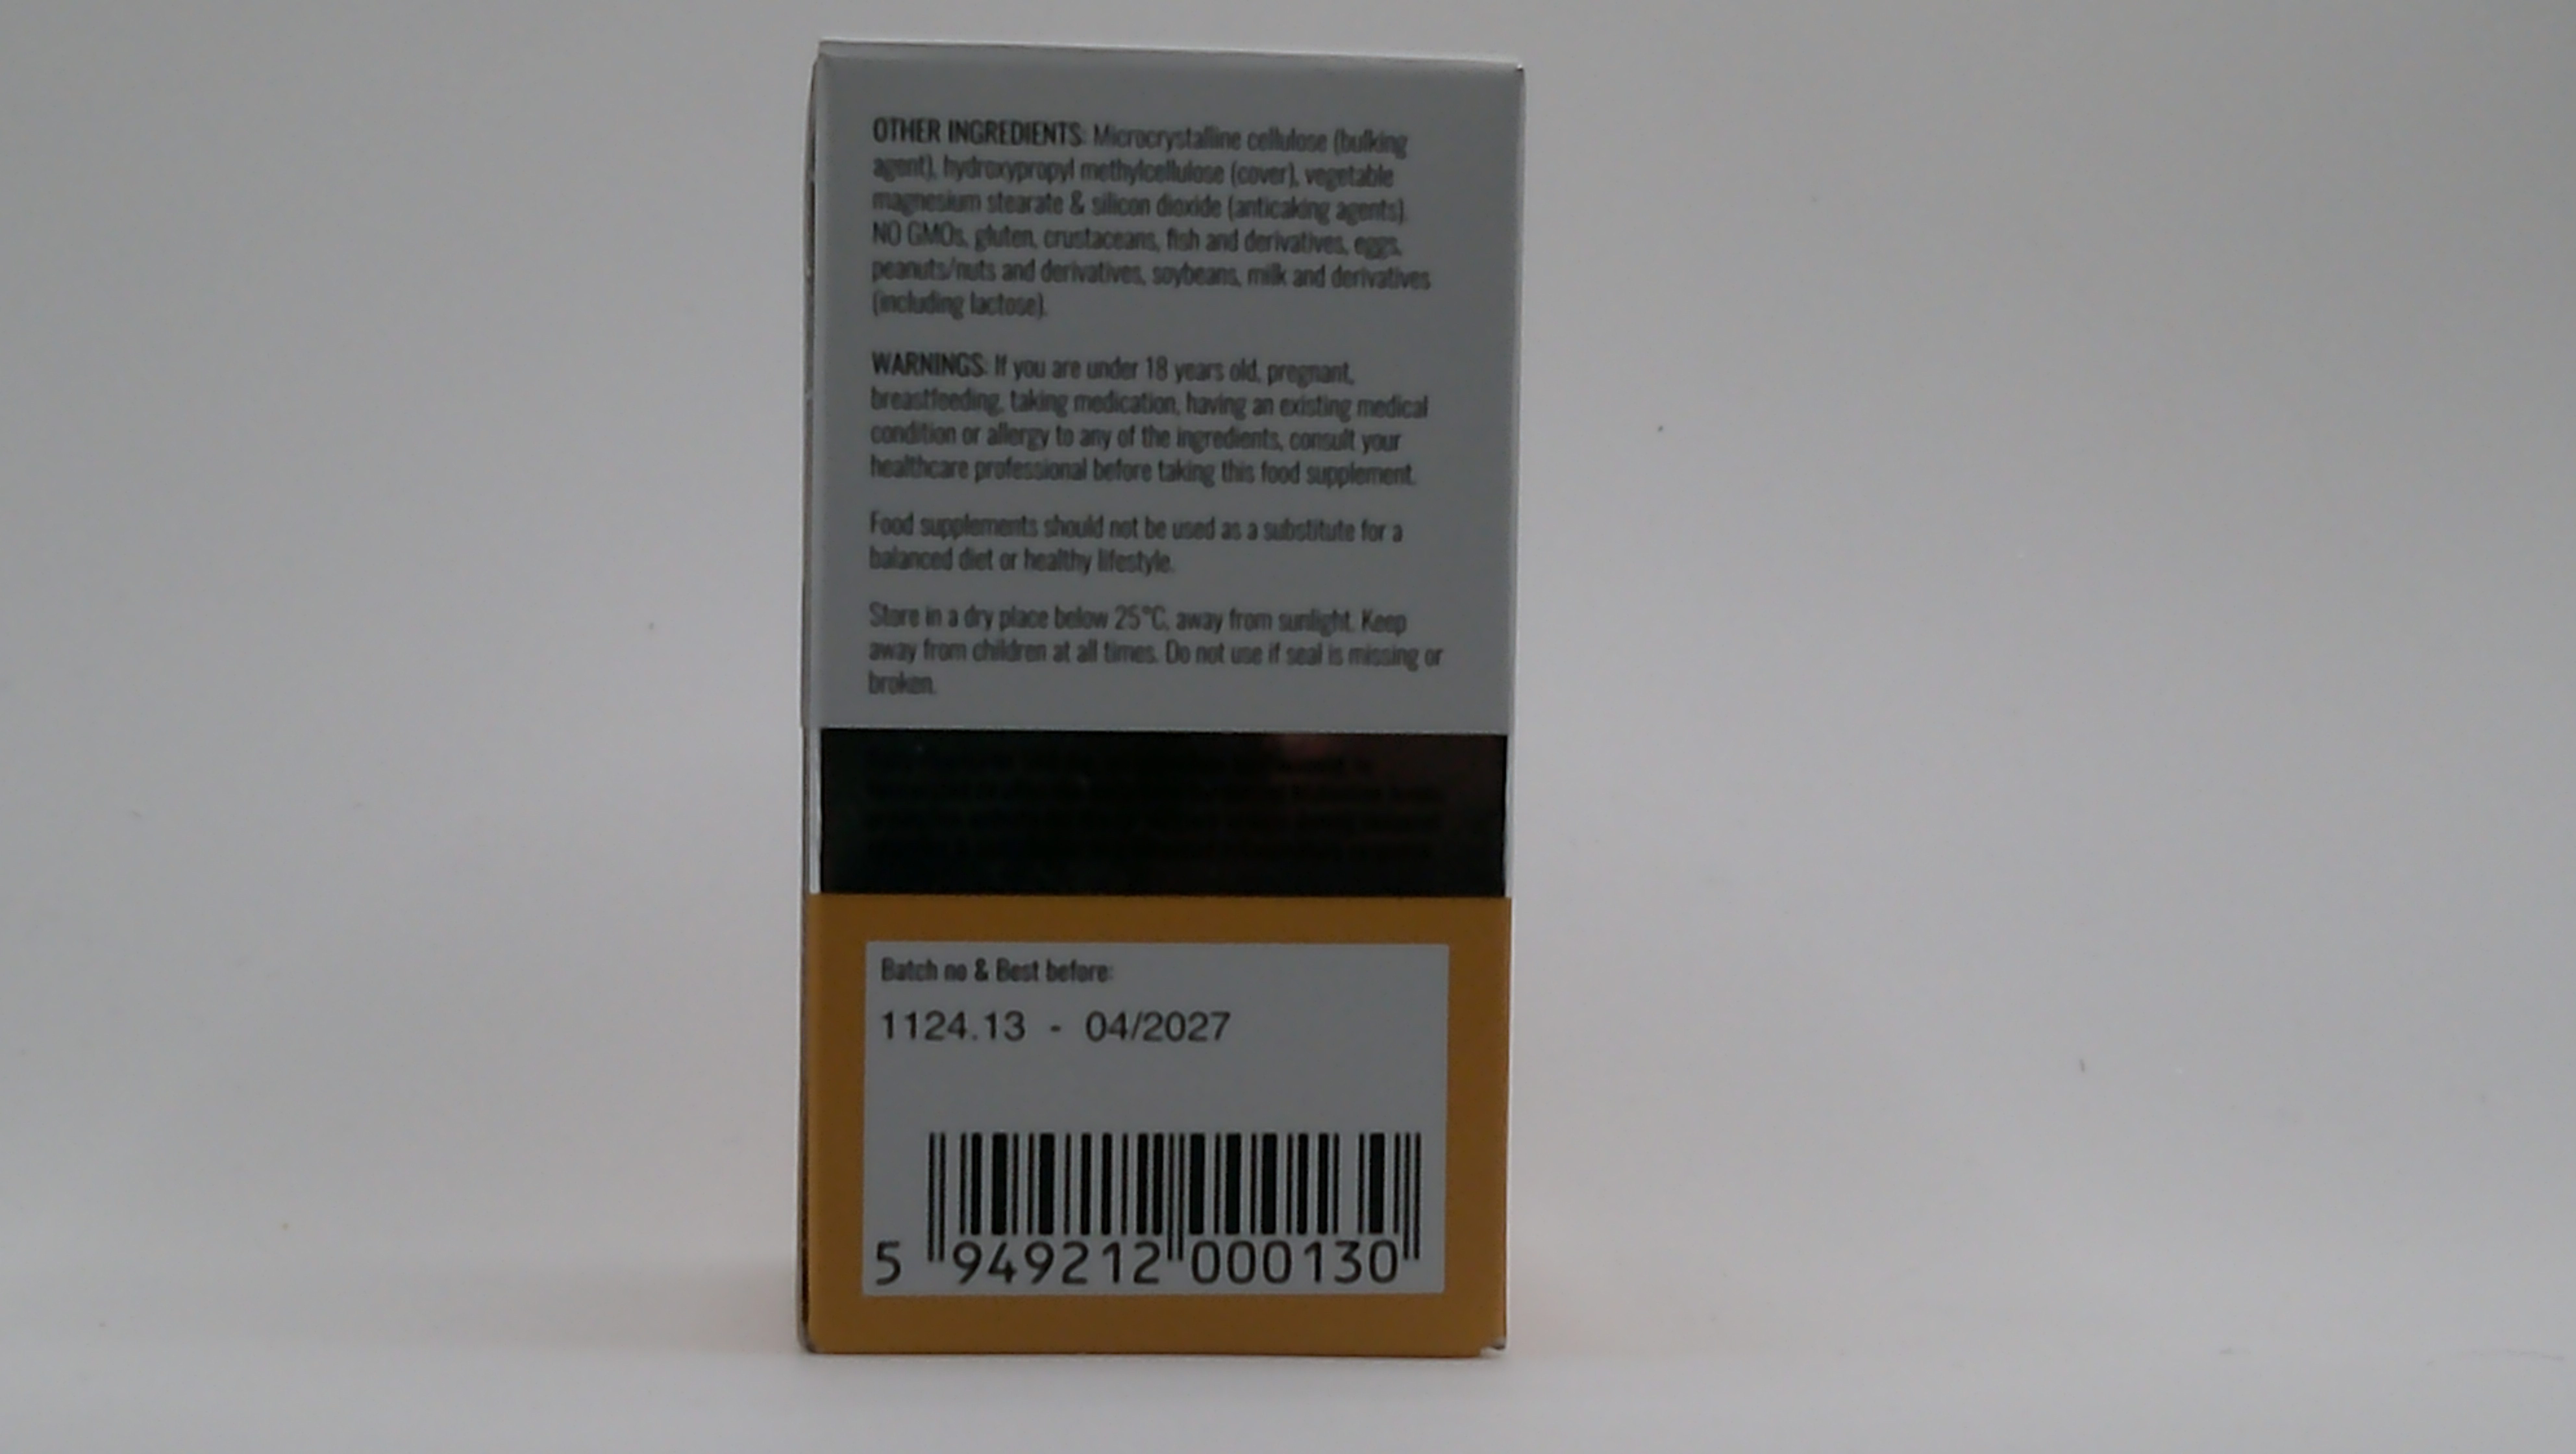 OTHER INGREDIENTS: Microcrystalline cellulose (bulking
agent), hydroxypropyl methylcellulose (cover), vegetable
magnesium stearate & silicon dioxide (anticaking agents).
NO GMOs, gluten, crustaceans, fish and derivatives, eggs,
peanuts/nuts and derivatives, soybeans, milk and derivatives
(including lactose).
WARNINGS: If you are under 18 years old, pregnant,
breastfeeding, taking medication, having an existing medical
condition or allergy to any of the ingredients, consult your
healthcare professional before taking this food supplement.
Food supplements should not be used as a substitute for a
balanced diet or healthy lifestyle.
Store in a dry place below 25°C, away from sunlight. Keep
away from children at all times. Do not use if seal is missing or
broken.
Batch no & Best before:
1124.13 - 04/2027
5 949212 000130